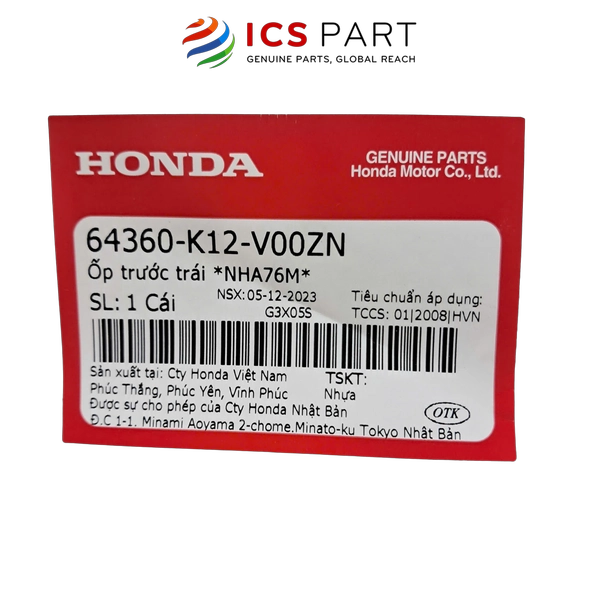 ICS PART
GENUINE PARTS, GLOBAL REACH
HONDA
GENUINE PARTS
Honda Motor Co., Ltd.
64360-K12-V00ZN
Ốp trước trái *NHA76M*
SL: 1 Cái
NSX: 05-12-2023
G3X05S
Tiêu chuẩn áp dụng:
TCCS: 01|2008|HVN
Sản xuất tại: Cty Honda Việt Nam
Phúc Thắng, Phúc Yên, Vĩnh Phúc
TSKT:
Nhựa
Được sự cho phép của Cty Honda Nhật Bản
Đ.C 1-1. Minami Aoyama 2-chome.Minato-ku Tokyo Nhật Bản
OTK